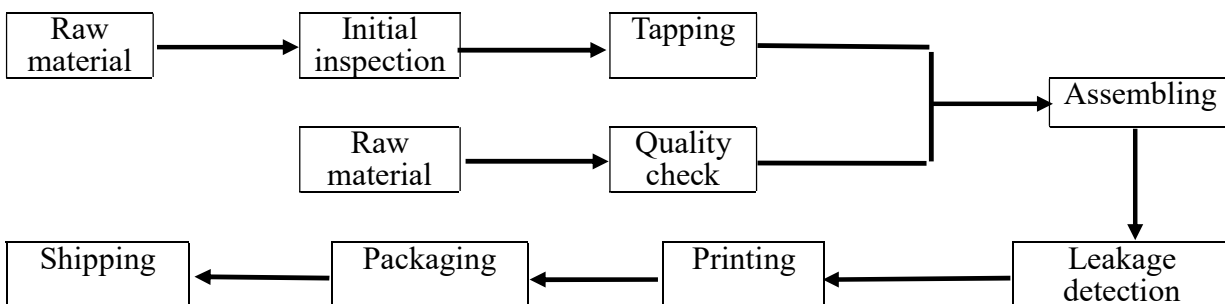 Raw
material
Initial
inspection
Tapping
Assembling
Raw
material
Quality
check
Shipping
Packaging
Printing
Leakage
detection